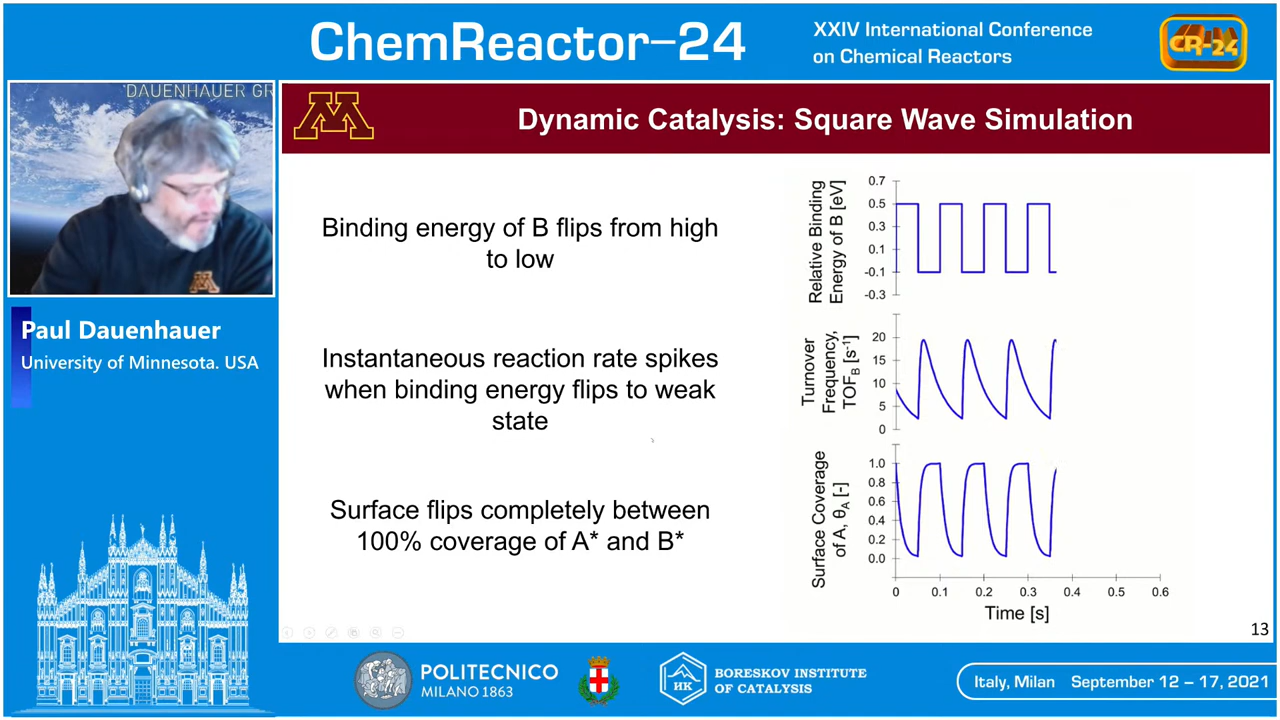 ChemReactor-24
XXIV International Conference
on Chemical Reactors
CR-24
DAUENHAUER GR
M
Dynamic Catalysis: Square Wave Simulation
Paul Dauenhauer
University of Minnesota. USA
Binding energy of B flips from high
to low
Instantaneous reaction rate spikes
when binding energy flips to weak
state
Surface flips completely between
100% coverage of A* and B*
Relative Binding
Energy of B [eV]
0.7
0.5
0.3
0.1
-0.1
-0.3
Turnover
Frequency,
TOF_B [s⁻¹]
20
15
10
5
0
Surface Coverage
of A, θ_A [-]
1.0
0.8
0.6
0.4
0.2
0.0
0 0.1 0.2 0.3 0.4 0.5 0.6
Time [s]
13
POLITECNICO
MILANO 1863
HK
BORESKOV INSTITUTE
OF CATALYSIS
Italy, Milan September 12 – 17, 2021